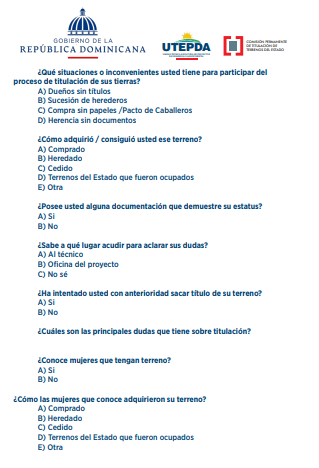 GOBIERNO DE LA
REPÚBLICA DOMINICANA
UTEPDA
COMISIÓN PERMANENTE
DE TITULACIÓN DE
TERRENOS DEL ESTADO
¿Qué situaciones o inconvenientes usted tiene para participar del
proceso de titulación de sus tierras?
A) Dueños sin títulos
B) Sucesión de herederos
C) Compra sin papeles /Pacto de Caballeros
D) Herencia sin documentos
¿Cómo adquirió / consiguió usted ese terreno?
A) Comprado
B) Heredado
C) Cedido
D) Terrenos del Estado que fueron ocupados
E) Otra
¿Posee usted alguna documentación que demuestre su estatus?
A) Si
B) No
¿Sabe a qué lugar acudir para aclarar sus dudas?
A) Al técnico
B) Oficina del proyecto
C) No sé
¿Ha intentado usted con anterioridad sacar título de su terreno?
A) Si
B) No
¿Cuáles son las principales dudas que tiene sobre titulación?
¿Conoce mujeres que tengan terreno?
A) Si
B) No
¿Cómo las mujeres que conoce adquirieron su terreno?
A) Comprado
B) Heredado
C) Cedido
D) Terrenos del Estado que fueron ocupados
E) Otra